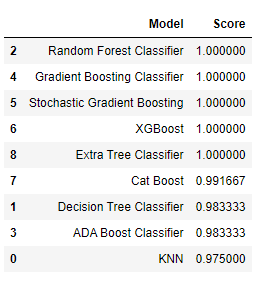 Model Score
2 Random Forest Classifier 1.000000
4 Gradient Boosting Classifier 1.000000
5 Stochastic Gradient Boosting 1.000000
6 XGBoost 1.000000
8 Extra Tree Classifier 1.000000
7 Cat Boost 0.991667
1 Decision Tree Classifier 0.983333
3 ADA Boost Classifier 0.983333
0 KNN 0.975000